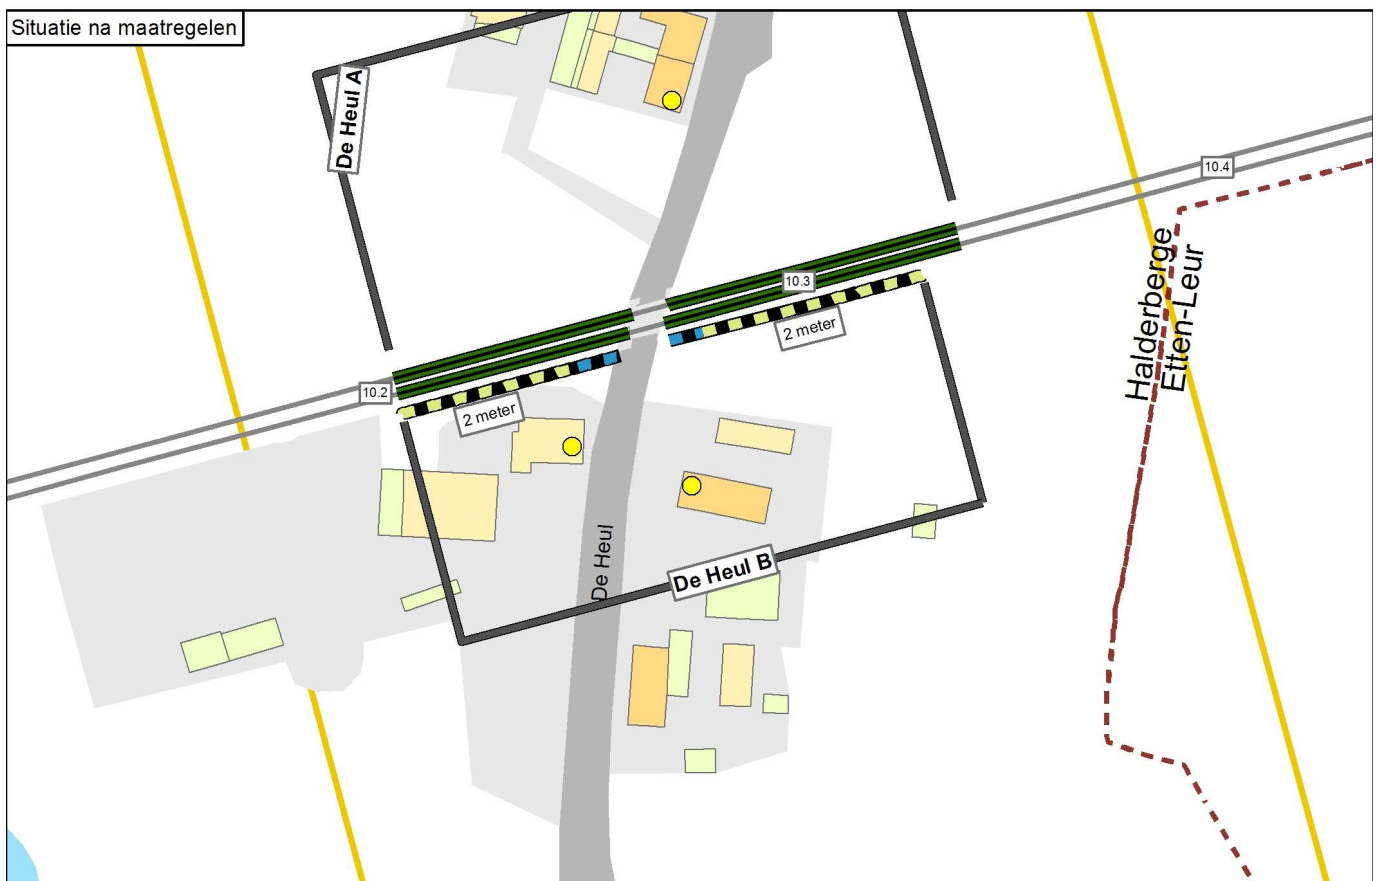 Situatie na maatregelen
De Heul A
10.4
10.3
2 meter
Halderberge
Etten-Leur
10.2
2 meter
De Heul
De Heul B